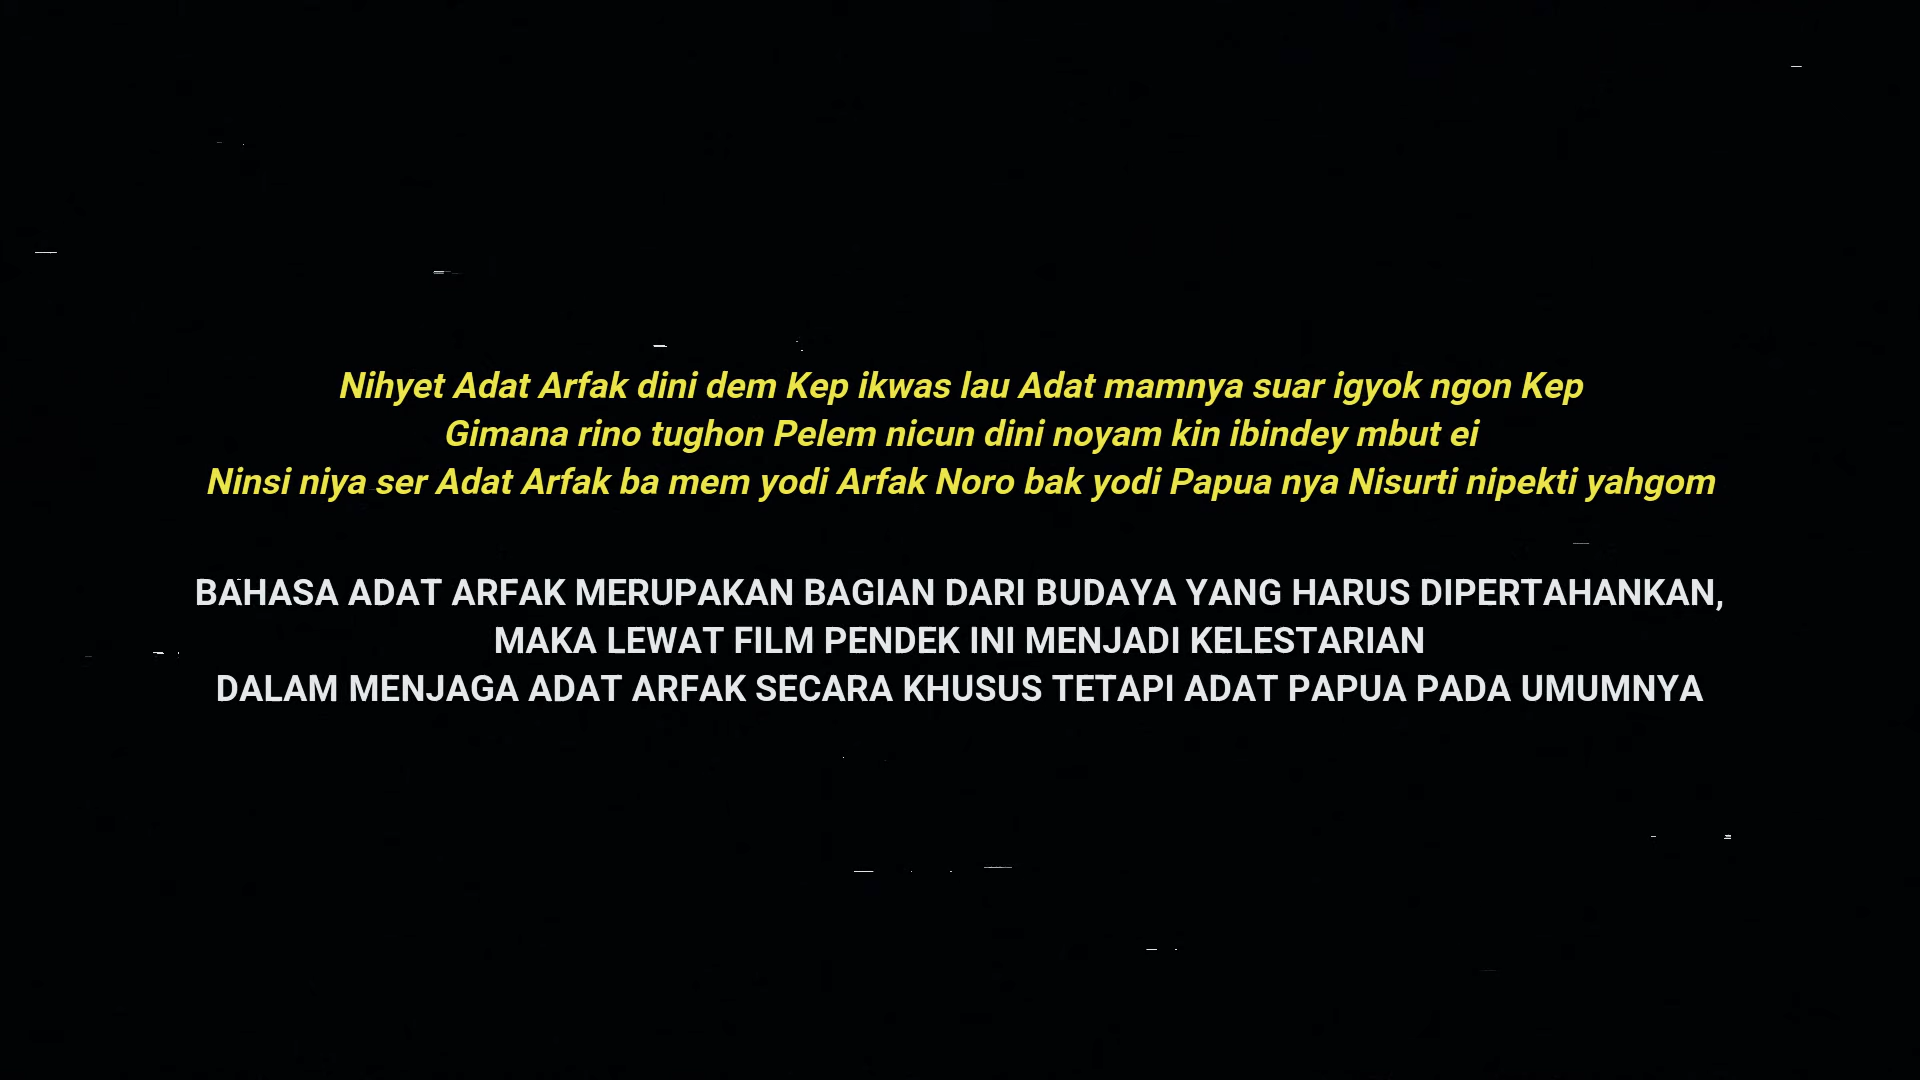 Nihyet Adat Arfak dini dem Kep ikwas lau Adat mamnya suar igyok ngon Kep
Gimana rino tughon Pelem nicun dini noyam kin ibindey mbut ei
Ninsi niya ser Adat Arfak ba mem yodi Arfak Noro bak yodi Papua nya Nisurti nipekti yahgom
BAHASA ADAT ARFAK MERUPAKAN BAGIAN DARI BUDAYA YANG HARUS DIPERTAHANKAN,
MAKA LEWAT FILM PENDEK INI MENJADI KELESTARIAN
DALAM MENJAGA ADAT ARFAK SECARA KHUSUS TETAPI ADAT PAPUA PADA UMUMNYA